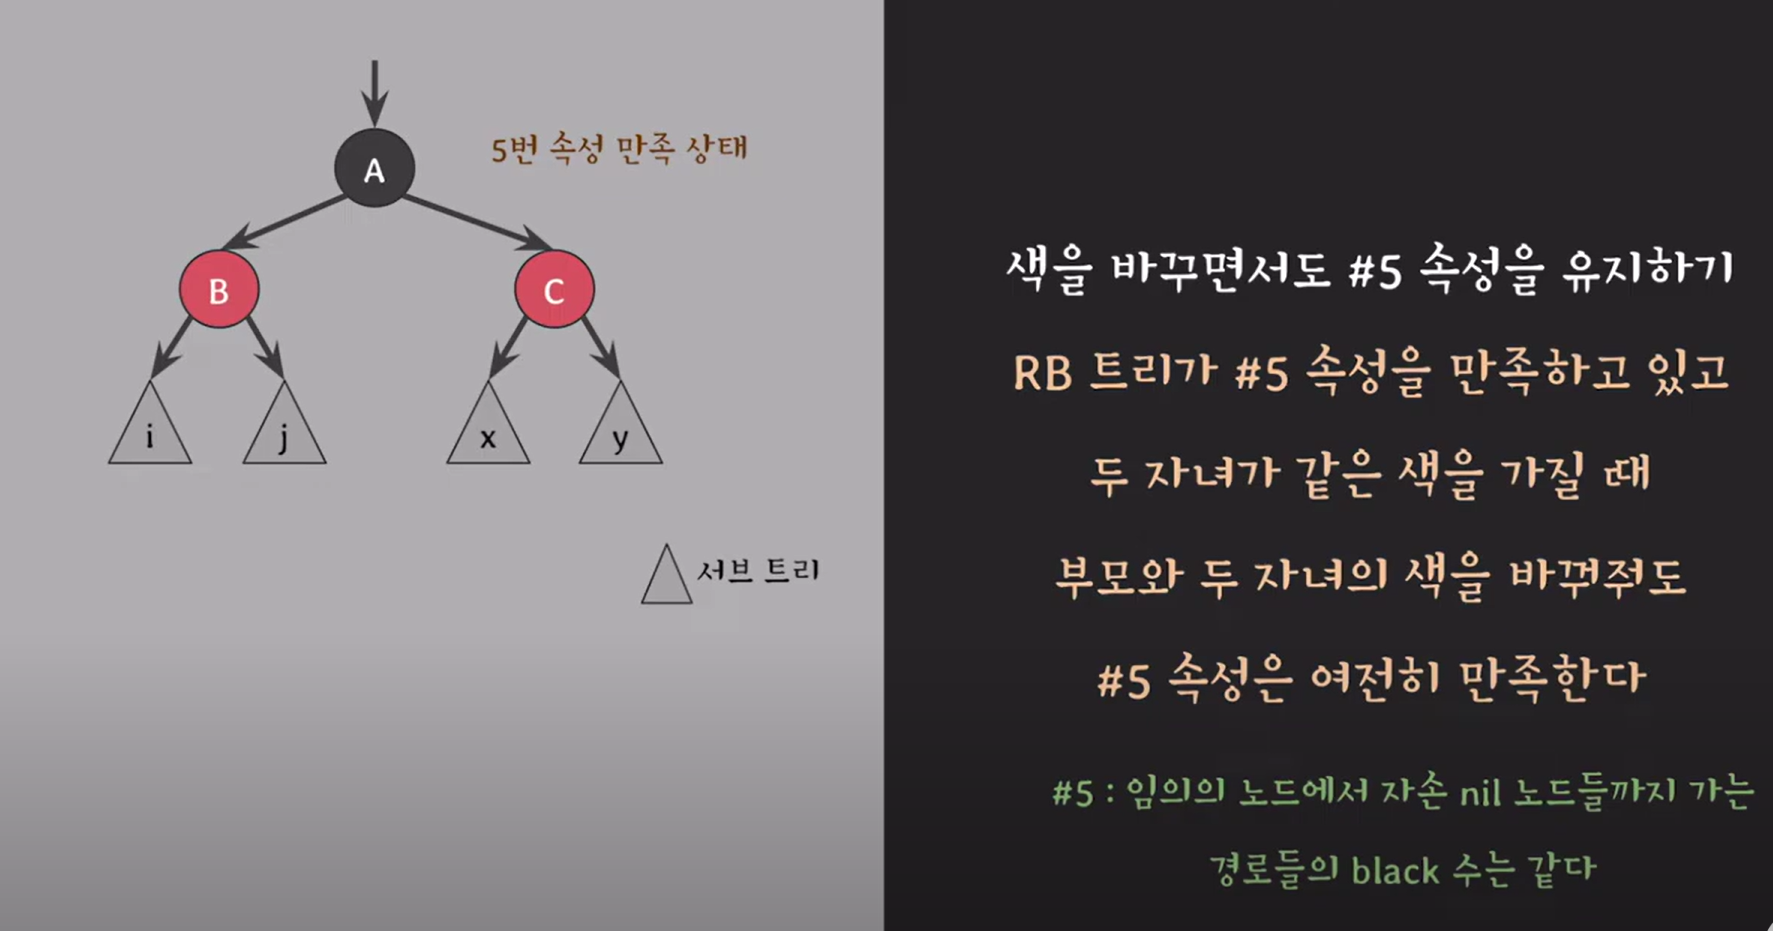 5번 속성 만족 상태
A
B
C
i
j
x
y
서브 트리
색을 바꾸면서도 #5 속성을 유지하기
RB 트리가 #5 속성을 만족하고 있고
두 자녀가 같은 색을 가질 때
부모와 두 자녀의 색을 바꿔줘도
#5 속성은 여전히 만족한다
#5 : 임의의 노드에서 자손 nil 노드들까지 가는
경로들의 black 수는 같다